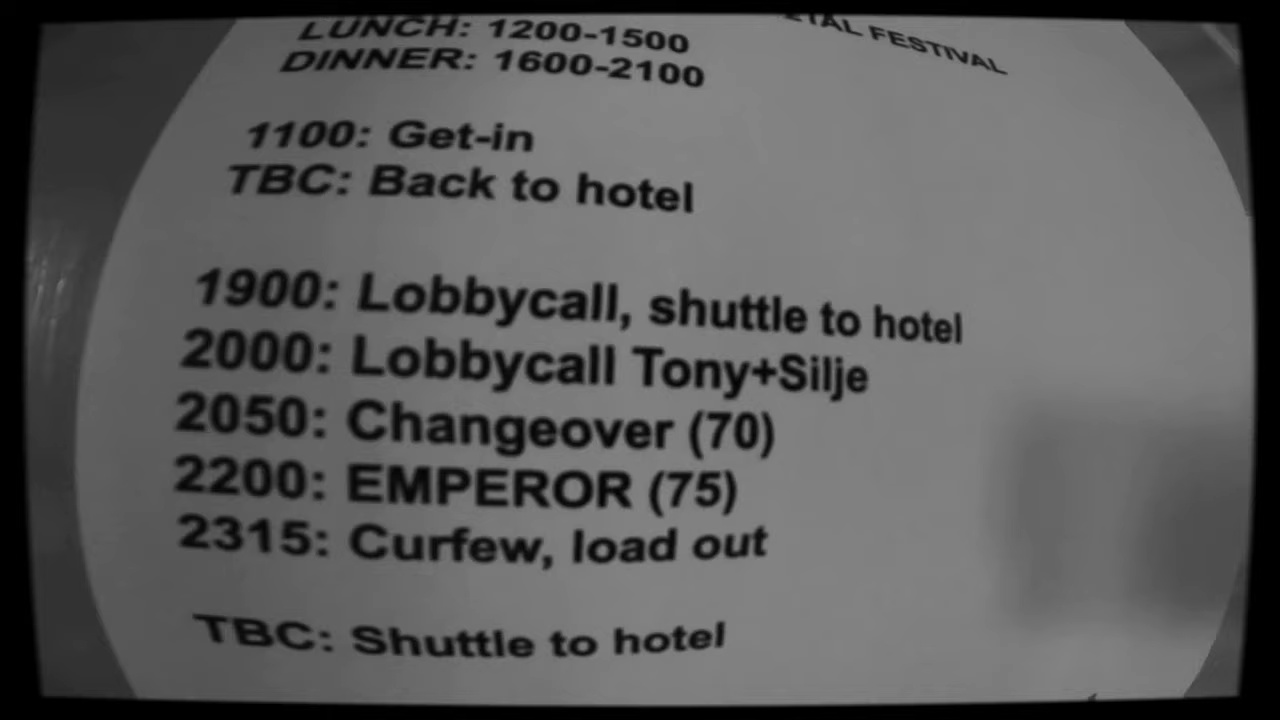 LUNCH: 1200-1500
FESTIVAL
DINNER: 1600-2100
1100: Get-in
TBC: Back to hotel
1900: Lobbycall, shuttle to hotel
2000: Lobbycall Tony+Silje
2050: Changeover (70)
2200: EMPEROR (75)
2315: Curfew, load out
TBC: Shuttle to hotel